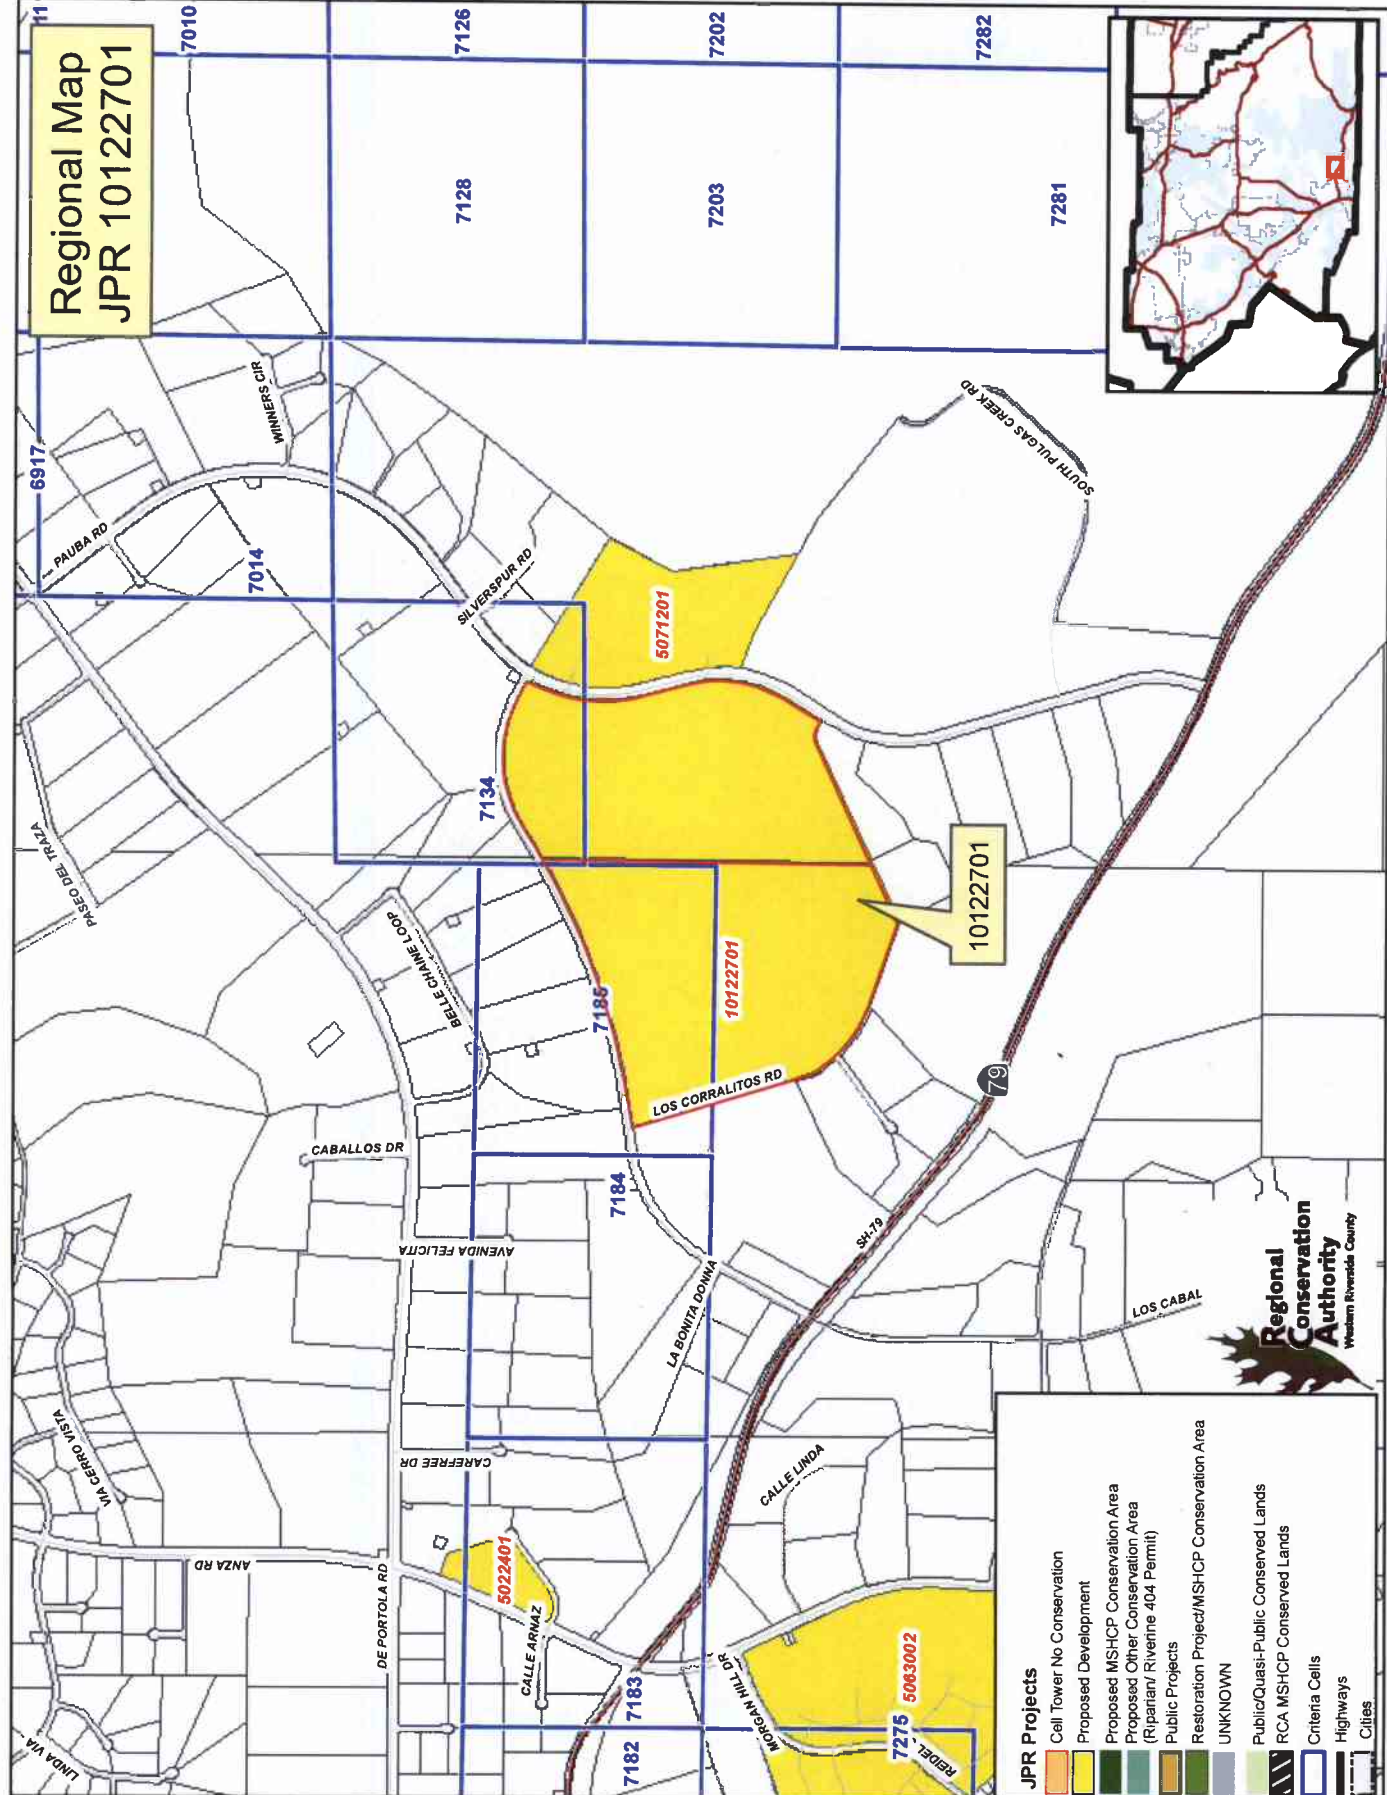 Regional Map
JPR 10122701
11
7010
7126
7202
7282
7128
7203
7281
6917
7014
PAUBA RD
WINNERS CIR
SILVERSPUR RD
SOUTH PULGAS CREEK RD
5071201
7134
PASEO DEL TRAZA
BELLE CHAINE LOOP
7185
10122701
10122701
LOS CORRALITOS RD
79
CABALLOS DR
7184
AVENIDA FELICITA
LA BONITA DONNA
SH-79
LOS CABAL
VIA CERRO VISTA
CAREFREE DR
CALLE LINDA
ANZA RD
DE PORTOLA RD
5022401
CALLE ARNAZ
7183
7182
MORGAN HILL DR
5063002
7275
REIDEL
LINDA VIA
Regional
Conservation
Authority
Western Riverside County
JPR Projects
Cell Tower No Conservation
Proposed Development
Proposed MSHCP Conservation Area
Proposed Other Conservation Area
(Riparian/ Riverine 404 Permit)
Public Projects
Restoration Project/MSHCP Conservation Area
UNKNOWN
Public/Quasi-Public Conserved Lands
RCA MSHCP Conserved Lands
Criteria Cells
Highways
Cities